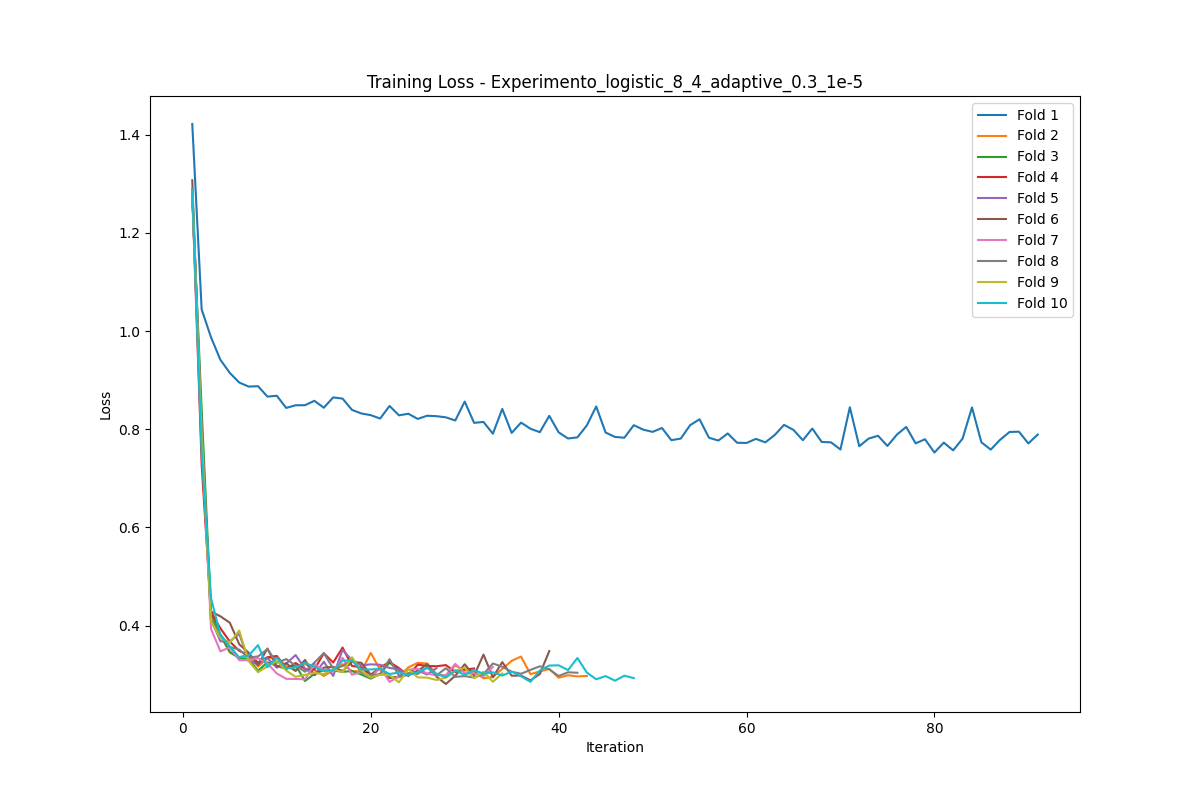 Training Loss - Experimento_logistic_8_4_adaptive_0.3_1e-5
Fold 1
Fold 2
Fold 3
Fold 4
Fold 5
Fold 6
Fold 7
Fold 8
Fold 9
Fold 10
1.4
1.2
1.0
0.8
0.6
0.4
Loss
0
20
40
60
80
Iteration